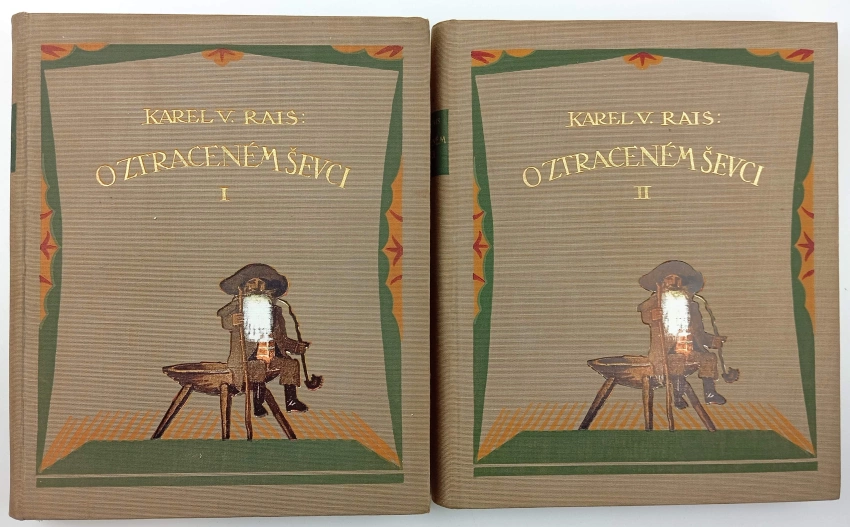 KAREL V. RAIS:
O ZTRACENÉM ŠEVCI
I
KAREL V. RAIS:
O ZTRACENÉM ŠEVCI
II